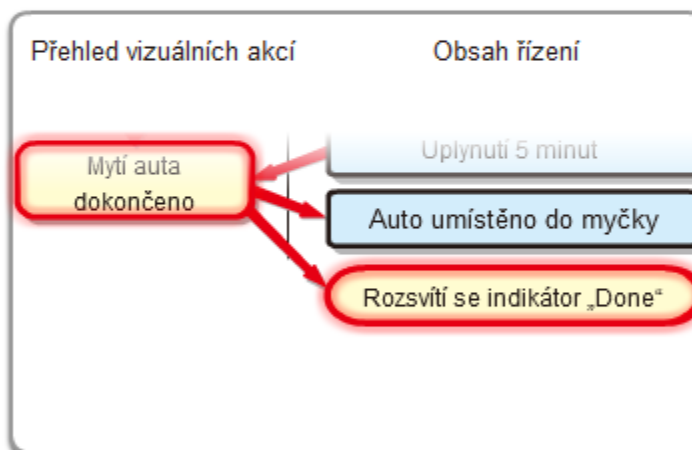 Přehled vizuálních akcí
Obsah řízení
Uplynutí 5 minut
Mytí auta
dokončeno
Auto umístěno do myčky
Rozsvítí se indikátor „Done“